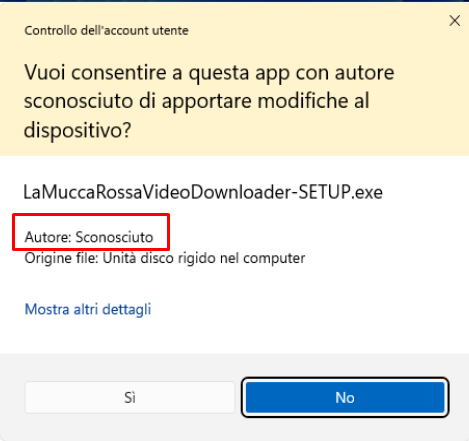 Controllo dell'account utente
Vuoi consentire a questa app con autore
sconosciuto di apportare modifiche al
dispositivo?
LaMuccaRossaVideoDownloader-SETUP.exe
Autore: Sconosciuto
Origine file: Unità disco rigido nel computer
Mostra altri dettagli
Sì
No